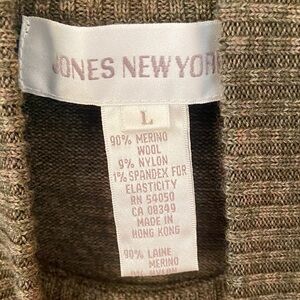 JONES NEW YORK
L
90% MERINO
WOOL
9% NYLON
1% SPANDEX FOR
ELASTICITY
RN 54050
CA 08349
MADE IN
HONG KONG
90% LAINE
MERINO
NYLON